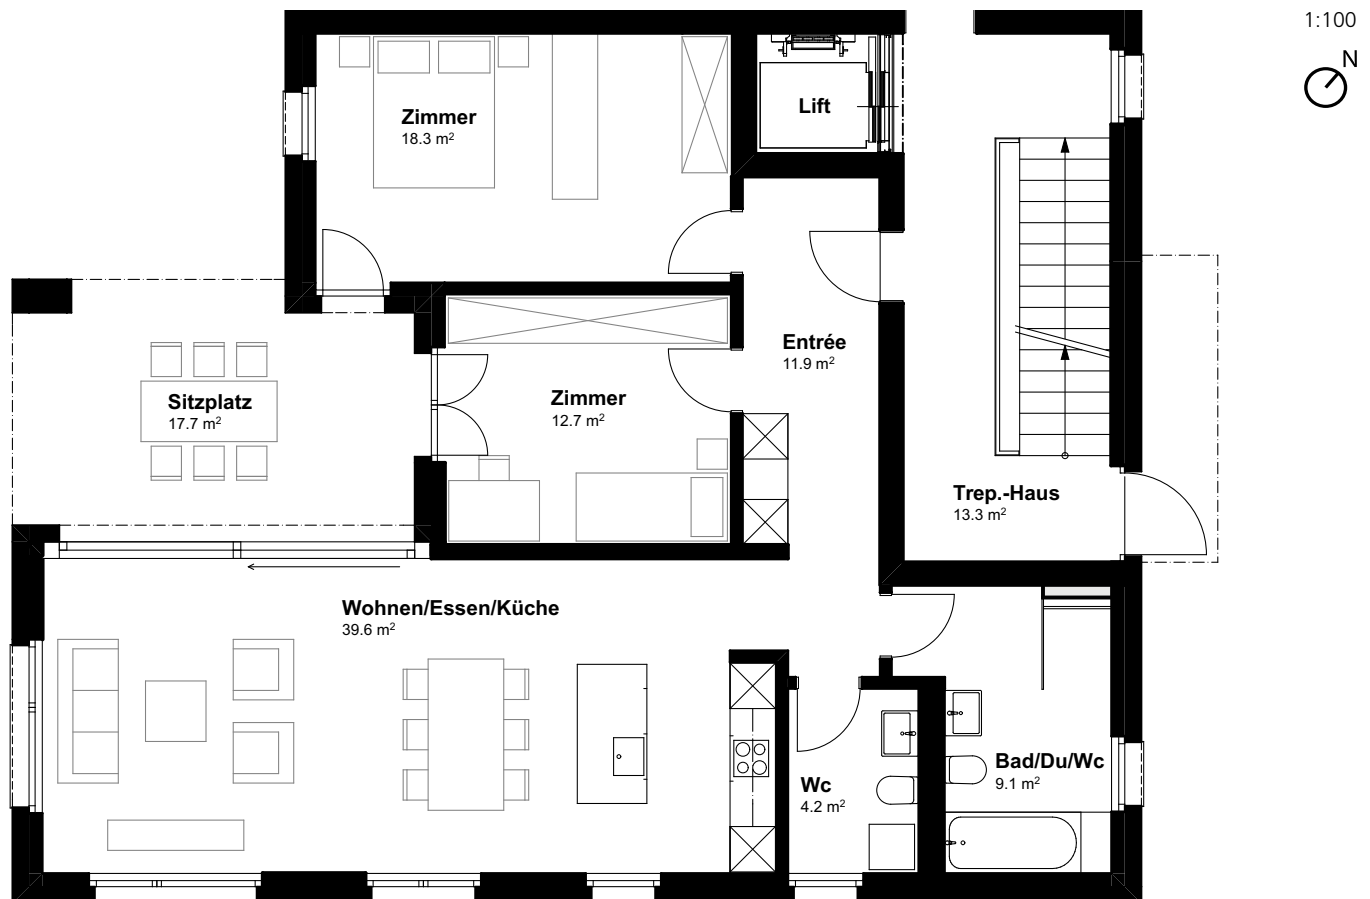 1:100
N
Zimmer
18.3 m²
Lift
Entrée
11.9 m²
Sitzplatz
17.7 m²
Zimmer
12.7 m²
Trep.-Haus
13.3 m²
Wohnen/Essen/Küche
39.6 m²
Bad/Du/Wc
9.1 m²
Wc
4.2 m²